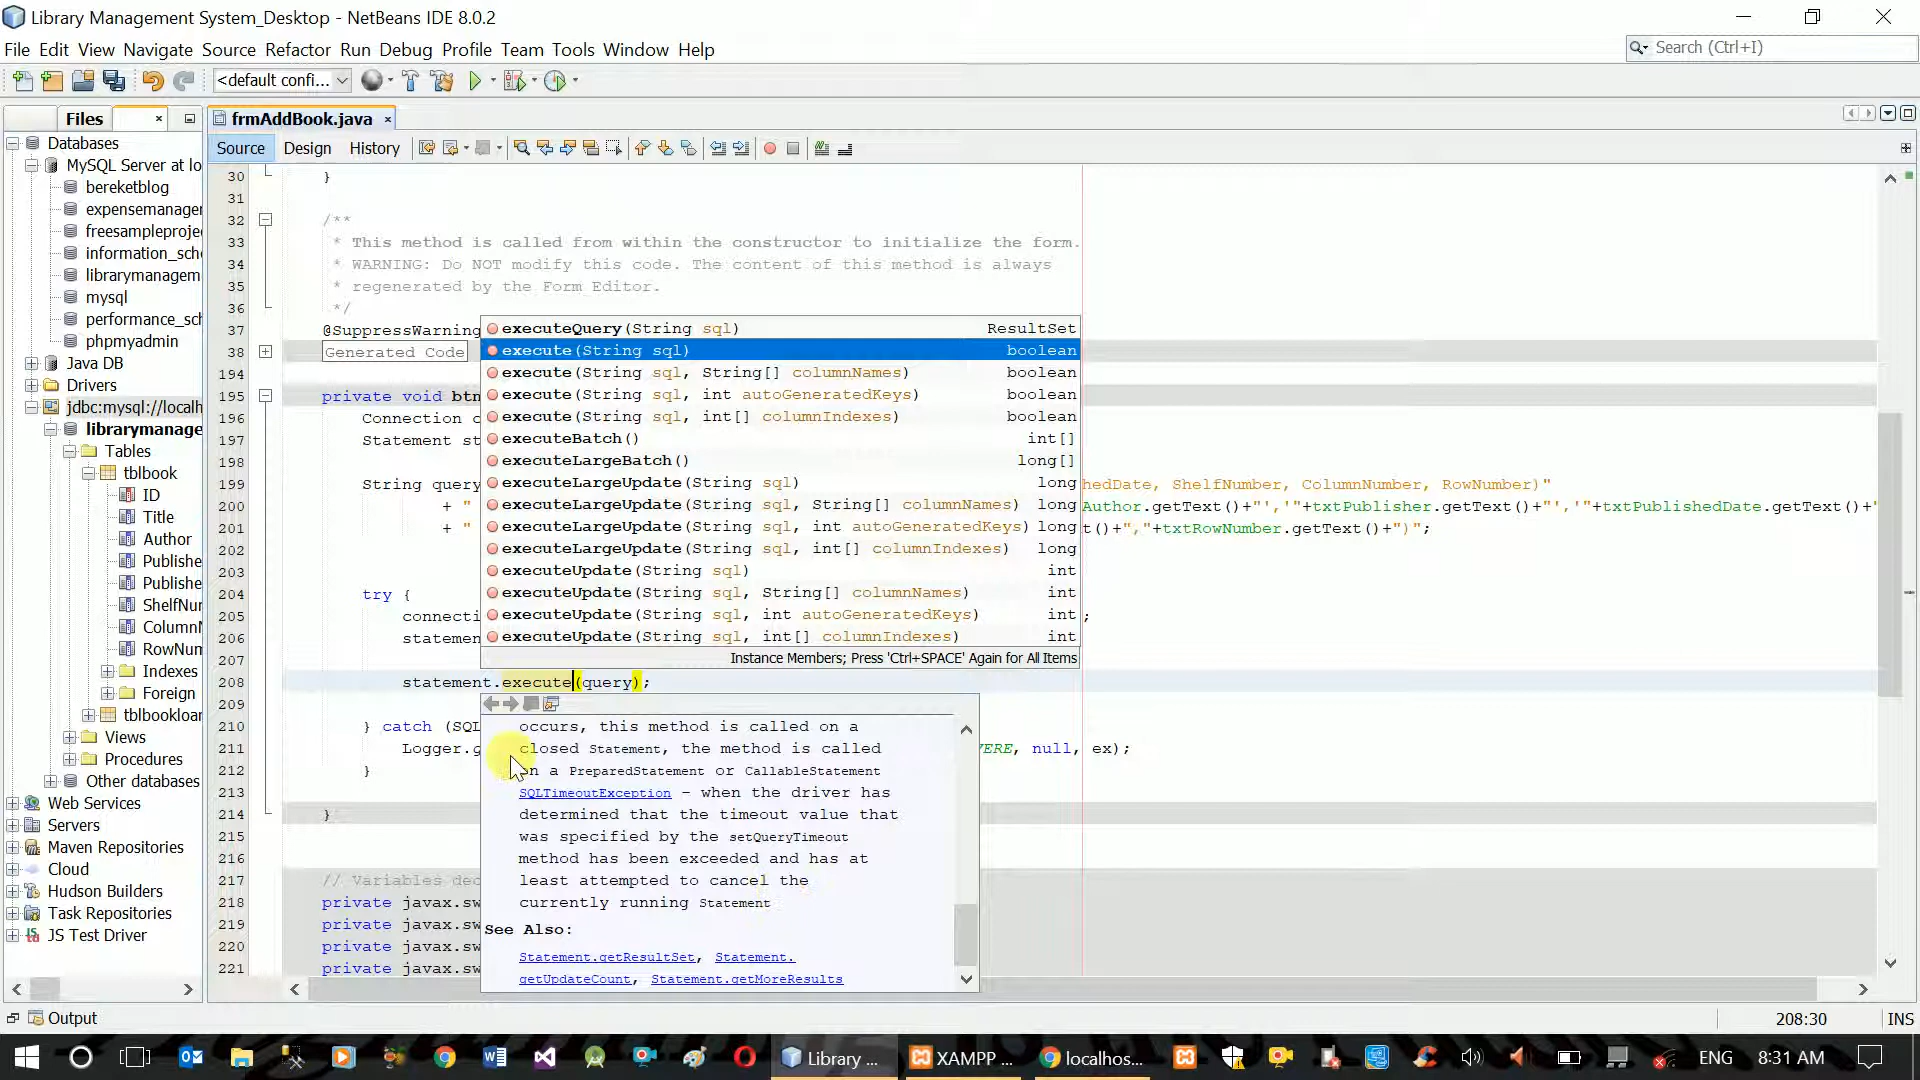 Library Management System_Desktop - NetBeans IDE 8.0.2
File Edit View Navigate Source Refactor Run Debug Profile Team Tools Window Help
Search (Ctrl+I)
<default confi...
Files
frmAddBook.java
Source Design History
Databases
MySQL Server at lo
bereketblog
expensemanager
freesampleproje
information_sche
librarymanagem
mysql
performance_sch
phpmyadmin
Java DB
Drivers
jdbc:mysql://localh
librarymanage
Tables
tblbook
ID
Title
Author
Publishe
Publishe
ShelfNur
ColumnN
RowNum
Indexes
Foreign
tblbookloar
Views
Procedures
Other databases
Web Services
Servers
Maven Repositories
Cloud
Hudson Builders
Task Repositories
JS Test Driver
30 }
31
32 /**
33 * This method is called from within the constructor to initialize the form.
34 * WARNING: Do NOT modify this code. The content of this method is always
35 * regenerated by the Form Editor.
36 */
37 @SuppressWarning
38 Generated Code
194
195 private void btn
196 Connection c
197 Statement st
198
199 String query hedDate, ShelfNumber, ColumnNumber, RowNumber)"
200 + " Author.getText()+"','"+txtPublisher.getText()+"','"+txtPublishedDate.getText()+"
201 + " t()+","+txtRowNumber.getText()+")";
202
203
204 try {
205 connecti ;
206 statemen
207
208 statement.execute(query);
209
210 } catch (SQL
211 Logger.g VERE, null, ex);
212 }
213
214 }
215
216
217 // Variables dec
218 private javax.sw
219 private javax.sw
220 private javax.sw
221 private javax.sw
executeQuery(String sql) ResultSet
execute(String sql) boolean
execute(String sql, String[] columnNames) boolean
execute(String sql, int autoGeneratedKeys) boolean
execute(String sql, int[] columnIndexes) boolean
executeBatch() int[]
executeLargeBatch() long[]
executeLargeUpdate(String sql) long
executeLargeUpdate(String sql, String[] columnNames) long
executeLargeUpdate(String sql, int autoGeneratedKeys) long
executeLargeUpdate(String sql, int[] columnIndexes) long
executeUpdate(String sql) int
executeUpdate(String sql, String[] columnNames) int
executeUpdate(String sql, int autoGeneratedKeys) int
executeUpdate(String sql, int[] columnIndexes) int
Instance Members; Press 'Ctrl+SPACE' Again for All Items
occurs, this method is called on a
closed Statement, the method is called
on a PreparedStatement or CallableStatement
SQLTimeoutException - when the driver has
determined that the timeout value that
was specified by the setQueryTimeout
method has been exceeded and has at
least attempted to cancel the
currently running Statement
See Also:
Statement.getResultSet, Statement.
getUpdateCount, Statement.getMoreResults
Output
208:30 INS
Library ... XAMPP ... localhos... ENG 8:31 AM